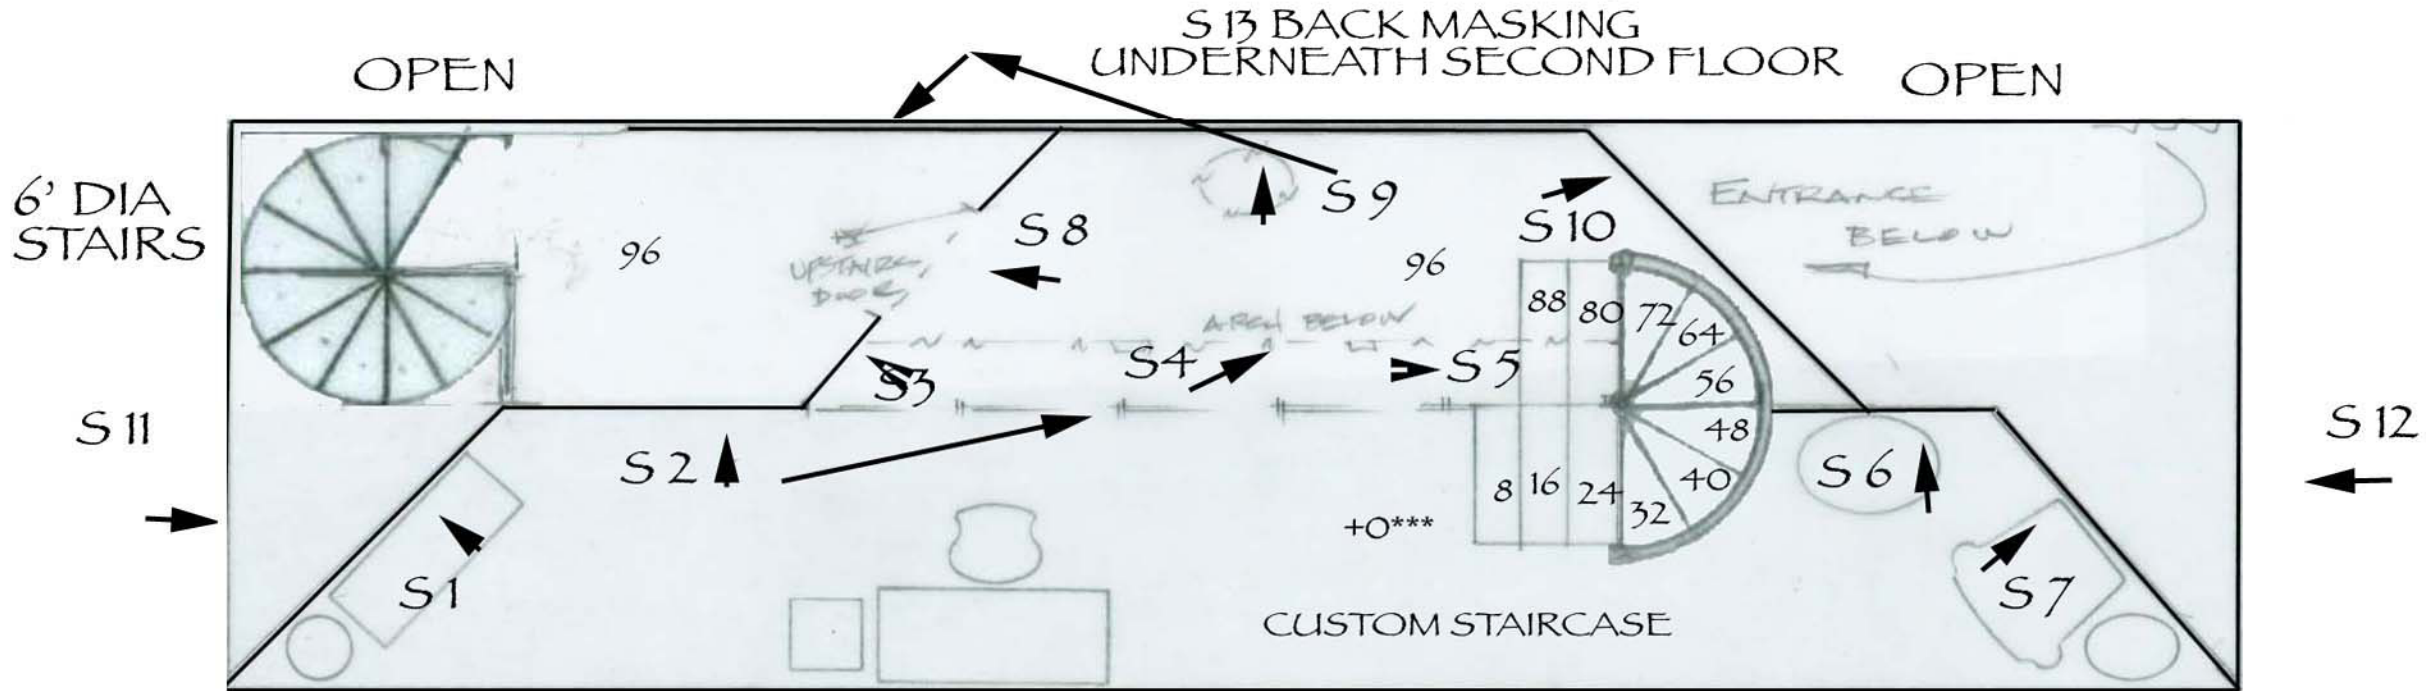 S 13 BACK MASKING
UNDERNEATH SECOND FLOOR
OPEN
OPEN
6' DIA
STAIRS
96
S 8
S 9
S 10
ENTRANCE
BELOW
UPSTAIRS
DOOR
96
88
80
72
64
56
48
40
32
24
16
8
ARCH BELOW
S3
S4
S 5
S 11
S 12
S 2
S 6
+0***
S 1
S 7
CUSTOM STAIRCASE